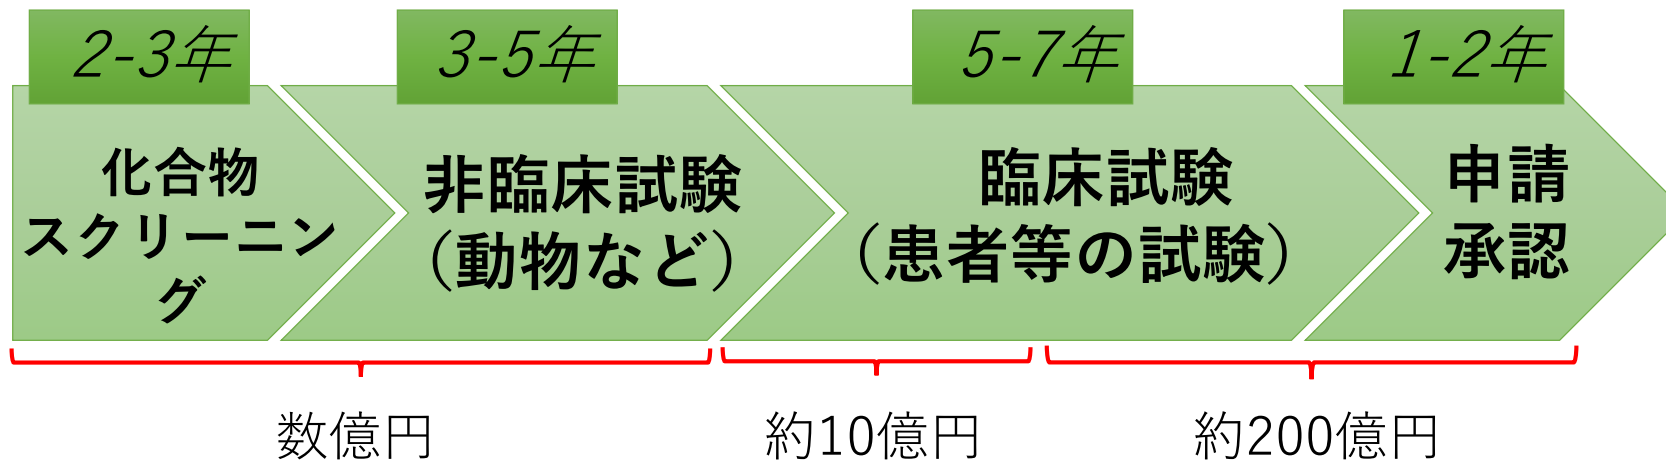 2-3年
3-5年
5-7年
1-2年
化合物
スクリーニン
グ
非臨床試験
（動物など）
臨床試験
（患者等の試験）
申請
承認
数億円
約10億円
約200億円